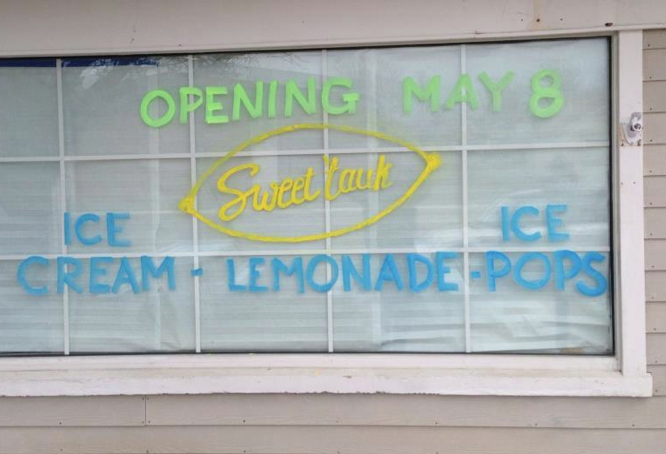 OPENING MAY 8
Sweet'tauk
ICE ICE
CREAM - LEMONADE - POPS